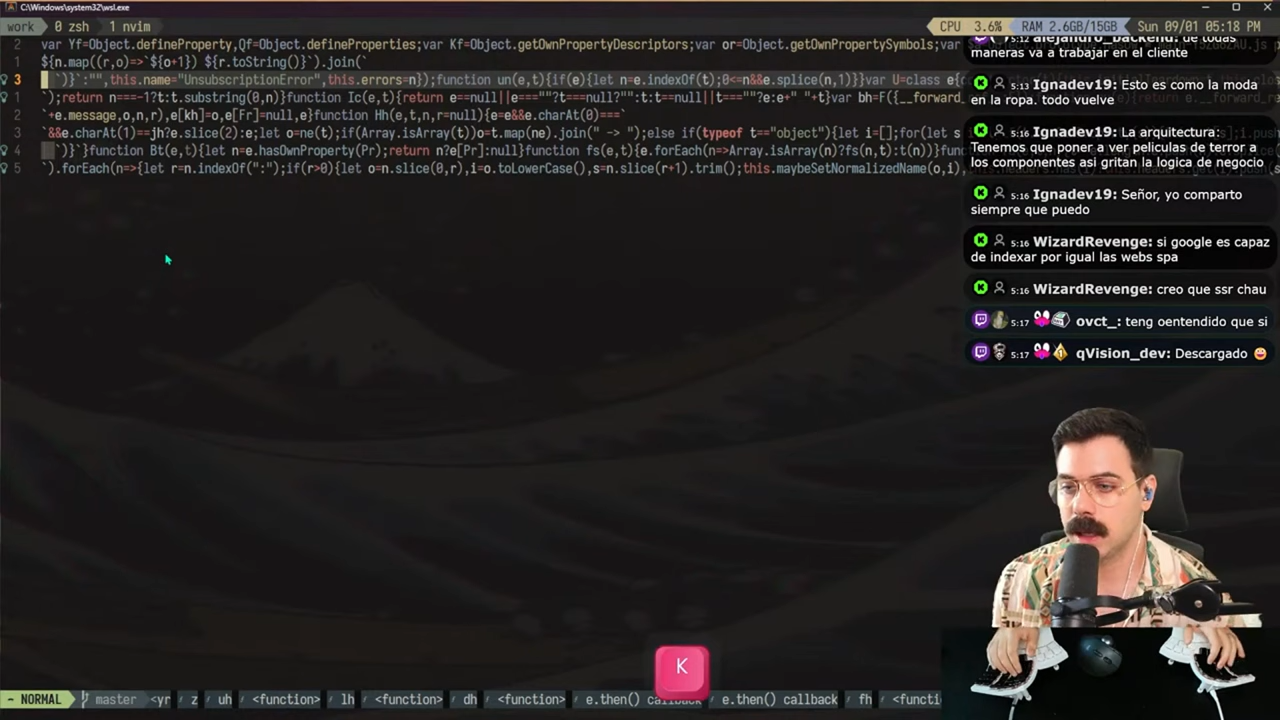 C:\Windows\system32\wsl.exe
work 0 zsh 1 nvim
CPU 3.6% RAM 2.6GB/15GB Sun 09/01 05:18 PM
2 var Yf=Object.defineProperty,Qf=Object.defineProperties;var Kf=Object.getOwnPropertyDescriptors;var or=Object.getOwnPropertySymbols;var
1 ${n.map((r,o)=>`${o+1}) ${r.toString()}`).join(`
3 `)}`:"",this.name="UnsubscriptionError",this.errors=n});function un(e,t){if(e){let n=e.indexOf(t);0<=n&&e.splice(n,1)}}var U=class e{
1 `);return n===-1?t:t.substring(0,n)}function Ic(e,t){return e==null||e===""?t===null?"":t:t==null||t===""?e:e+" "+t}var bh=F({__forward_
2 `+e.message,o,n,r),e[kh]=o,e[Fr]=null,e}function Hh(e,t,n,r=null){e=e&&e.charAt(0)===`
3 `&&e.charAt(1)==jh?e.slice(2):e;let o=ne(t);if(Array.isArray(t))o=t.map(ne).join(" -> ");else if(typeof t=="object"){let i=[];for(let s
4 `)}`}function Bt(e,t){let n=e.hasOwnProperty(Pr);return n?e[Pr]:null}function fs(e,t){e.forEach(n=>Array.isArray(n)?fs(n,t):t(n))}
5 `).forEach(n=>{let r=n.indexOf(":");if(r>0){let o=n.slice(0,r),i=o.toLowerCase(),s=n.slice(r+1).trim();this.maybeSetNormalizedName(o,i),
5:12 alejandro_backend: de todas
maneras va a trabajar en el cliente
5:13 Ignadev19: Esto es como la moda
en la ropa. todo vuelve
5:16 Ignadev19: La arquitectura:
Tenemos que poner a ver peliculas de terror a
los componentes asi gritan la logica de negocio
5:16 Ignadev19: Señor, yo comparto
siempre que puedo
5:16 WizardRevenge: si google es capaz
de indexar por igual las webs spa
5:16 WizardRevenge: creo que ssr chau
5:17 ovct_: teng oentendido que si
5:17 qVision_dev: Descargado
K
~ NORMAL master <yr z uh <function> lh <function> dh <function> e.then() callback e.then() callback fh <functi